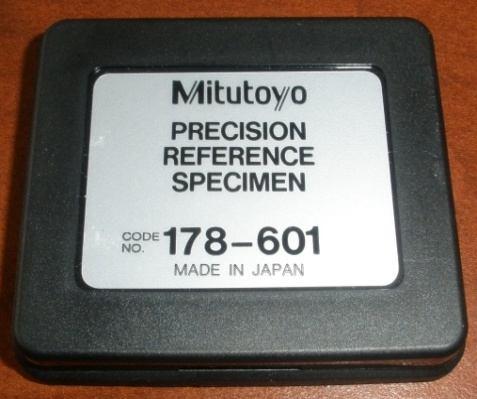 Mitutoyo
PRECISION
REFERENCE
SPECIMEN
CODE NO. 178-601
MADE IN JAPAN